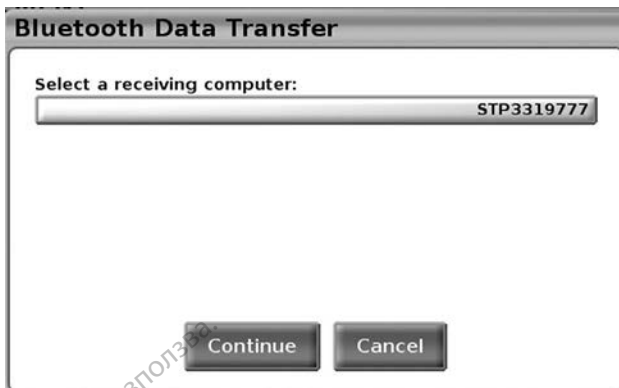 Bluetooth Data Transfer
Select a receiving computer:
STP3319777
Continue
Cancel